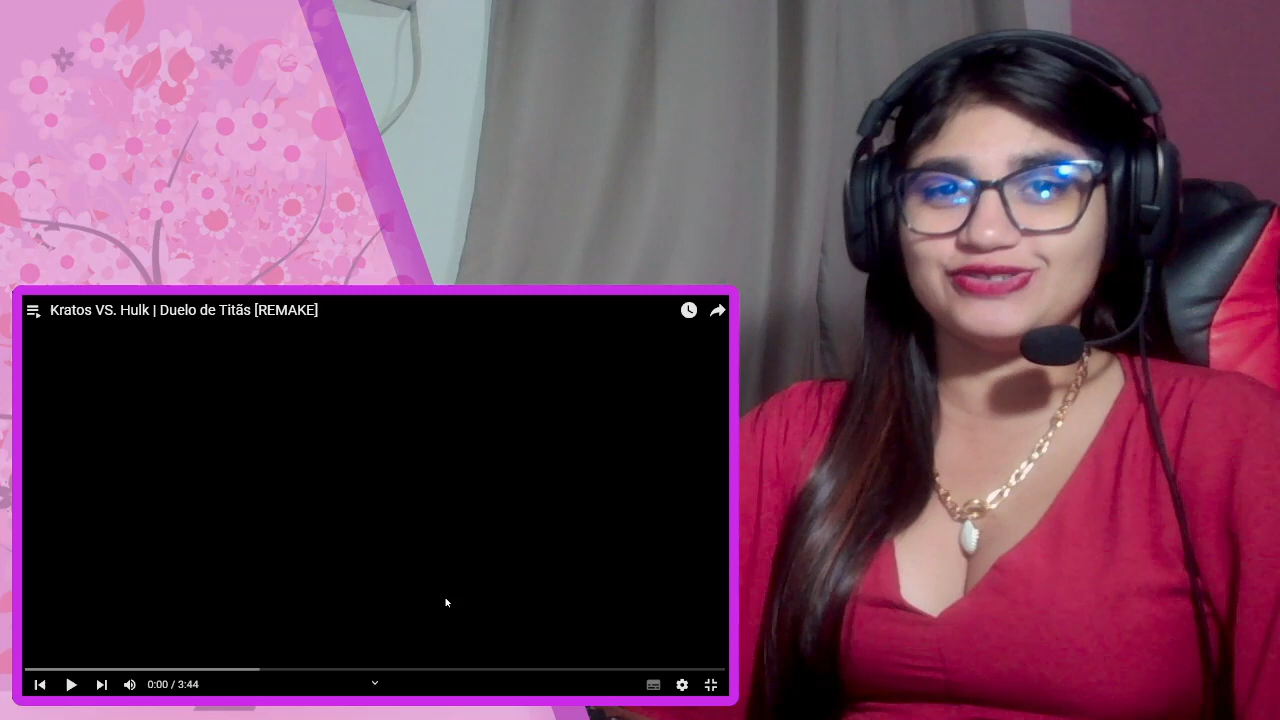 Kratos VS. Hulk | Duelo de Titãs [REMAKE]
0:00 / 3:44